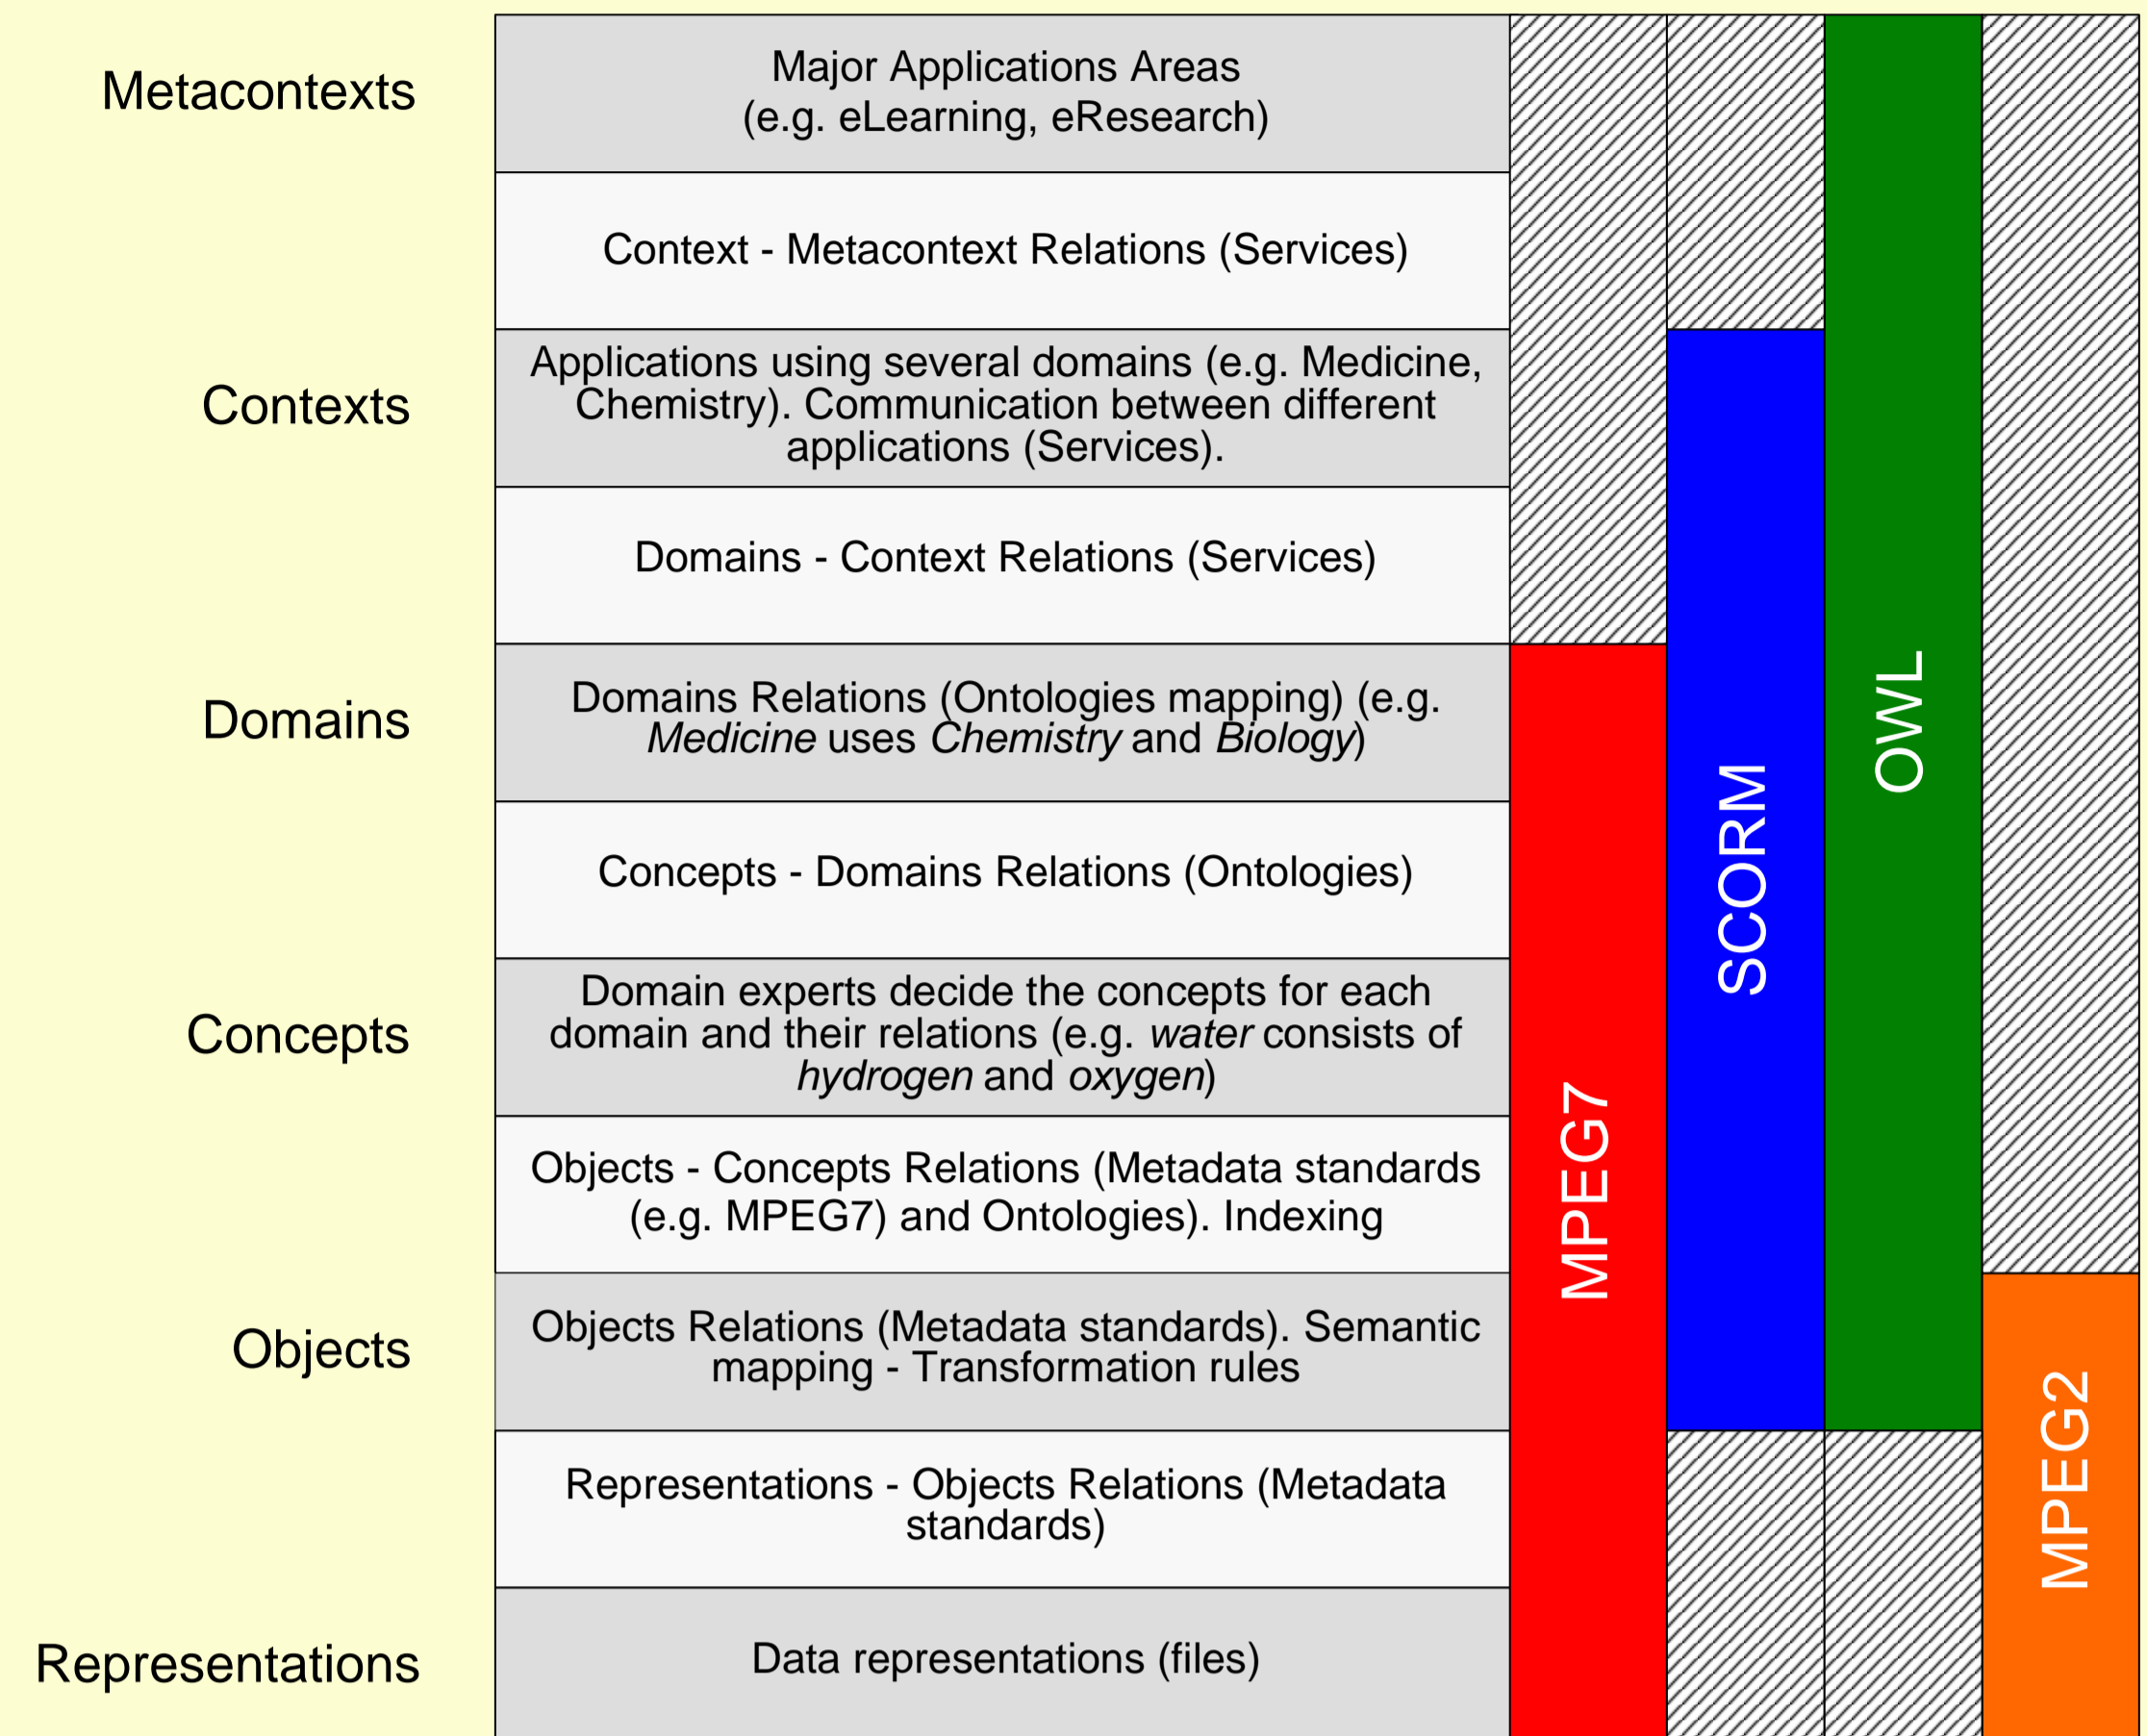 Metacontexts
Major Applications Areas
(e.g. eLearning, eResearch)
Context - Metacontext Relations (Services)
Contexts
Applications using several domains (e.g. Medicine,
Chemistry). Communication between different
applications (Services).
Domains - Context Relations (Services)
Domains
Domains Relations (Ontologies mapping) (e.g.
Medicine uses Chemistry and Biology)
Concepts - Domains Relations (Ontologies)
Concepts
Domain experts decide the concepts for each
domain and their relations (e.g. water consists of
hydrogen and oxygen)
Objects - Concepts Relations (Metadata standards
(e.g. MPEG7) and Ontologies). Indexing
Objects
Objects Relations (Metadata standards). Semantic
mapping - Transformation rules
Representations - Objects Relations (Metadata
standards)
Representations
Data representations (files)
MPEG7
SCORM
OWL
MPEG2